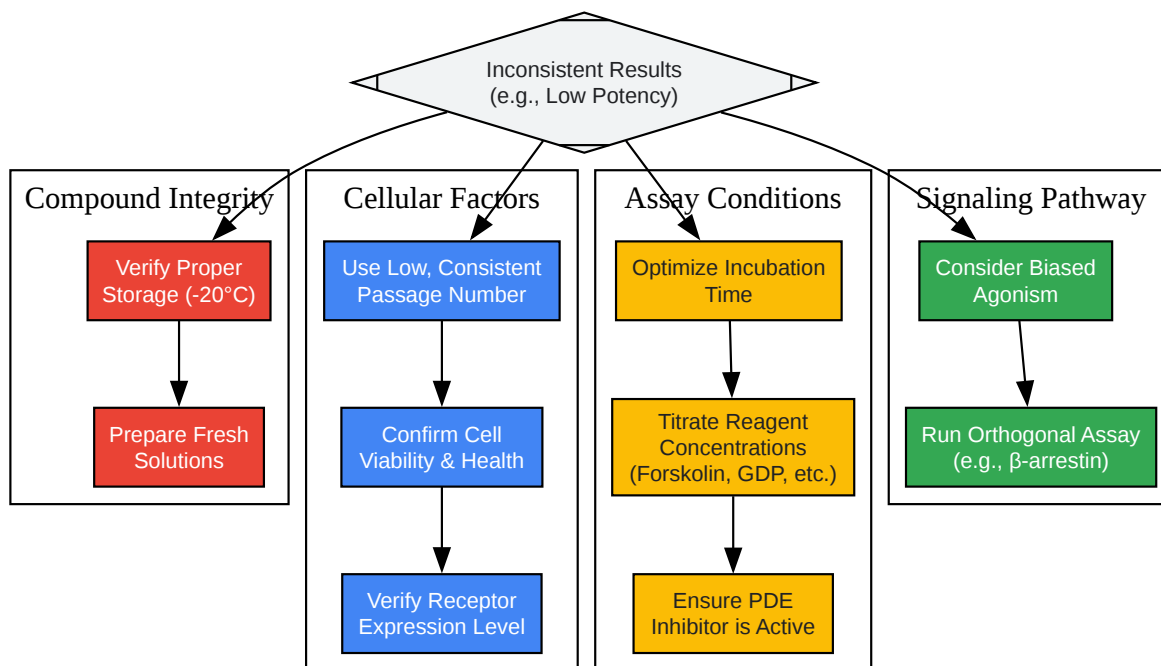 Inconsistent Results
(e.g., Low Potency)
Compound Integrity
Verify Proper
Storage (-20°C)
Prepare Fresh
Solutions
Cellular Factors
Use Low, Consistent
Passage Number
Confirm Cell
Viability & Health
Verify Receptor
Expression Level
Assay Conditions
Optimize Incubation
Time
Titrate Reagent
Concentrations
(Forskolin, GDP, etc.)
Ensure PDE
Inhibitor is Active
Signaling Pathway
Consider Biased
Agonism
Run Orthogonal Assay
(e.g., β-arrestin)